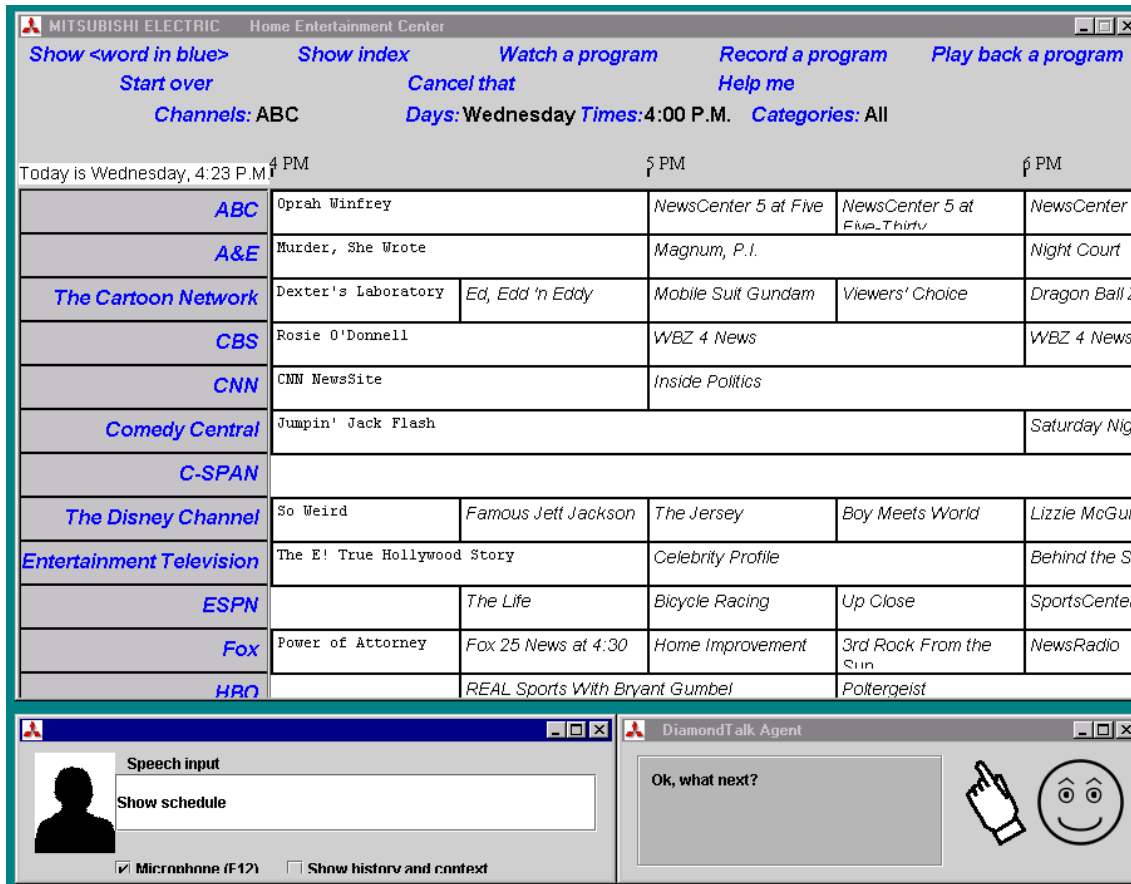 MITSUBISHI ELECTRIC Home Entertainment Center
Show <word in blue> Show index Watch a program Record a program Play back a program
Start over Cancel that Help me
Channels: ABC Days: Wednesday Times: 4:00 P.M. Categories: All
Today is Wednesday, 4:23 P.M. 4 PM 5 PM 6 PM
ABC Oprah Winfrey NewsCenter 5 at Five NewsCenter 5 at Five-Thirty NewsCenter
A&E Murder, She Wrote Magnum, P.I. Night Court
The Cartoon Network Dexter's Laboratory Ed, Edd 'n Eddy Mobile Suit Gundam Viewers' Choice Dragon Ball Z
CBS Rosie O'Donnell WBZ 4 News WBZ 4 News
CNN CNN NewsSite Inside Politics
Comedy Central Jumpin' Jack Flash Saturday Nig
C-SPAN
The Disney Channel So Weird Famous Jett Jackson The Jersey Boy Meets World Lizzie McGui
Entertainment Television The E! True Hollywood Story Celebrity Profile Behind the S
ESPN The Life Bicycle Racing Up Close SportsCenter
Fox Power of Attorney Fox 25 News at 4:30 Home Improvement 3rd Rock From the Sun NewsRadio
HBO REAL Sports With Bryant Gumbel Poltergeist
Speech input
Show schedule
Microphone (F12) Show history and context
DiamondTalk Agent
Ok, what next?